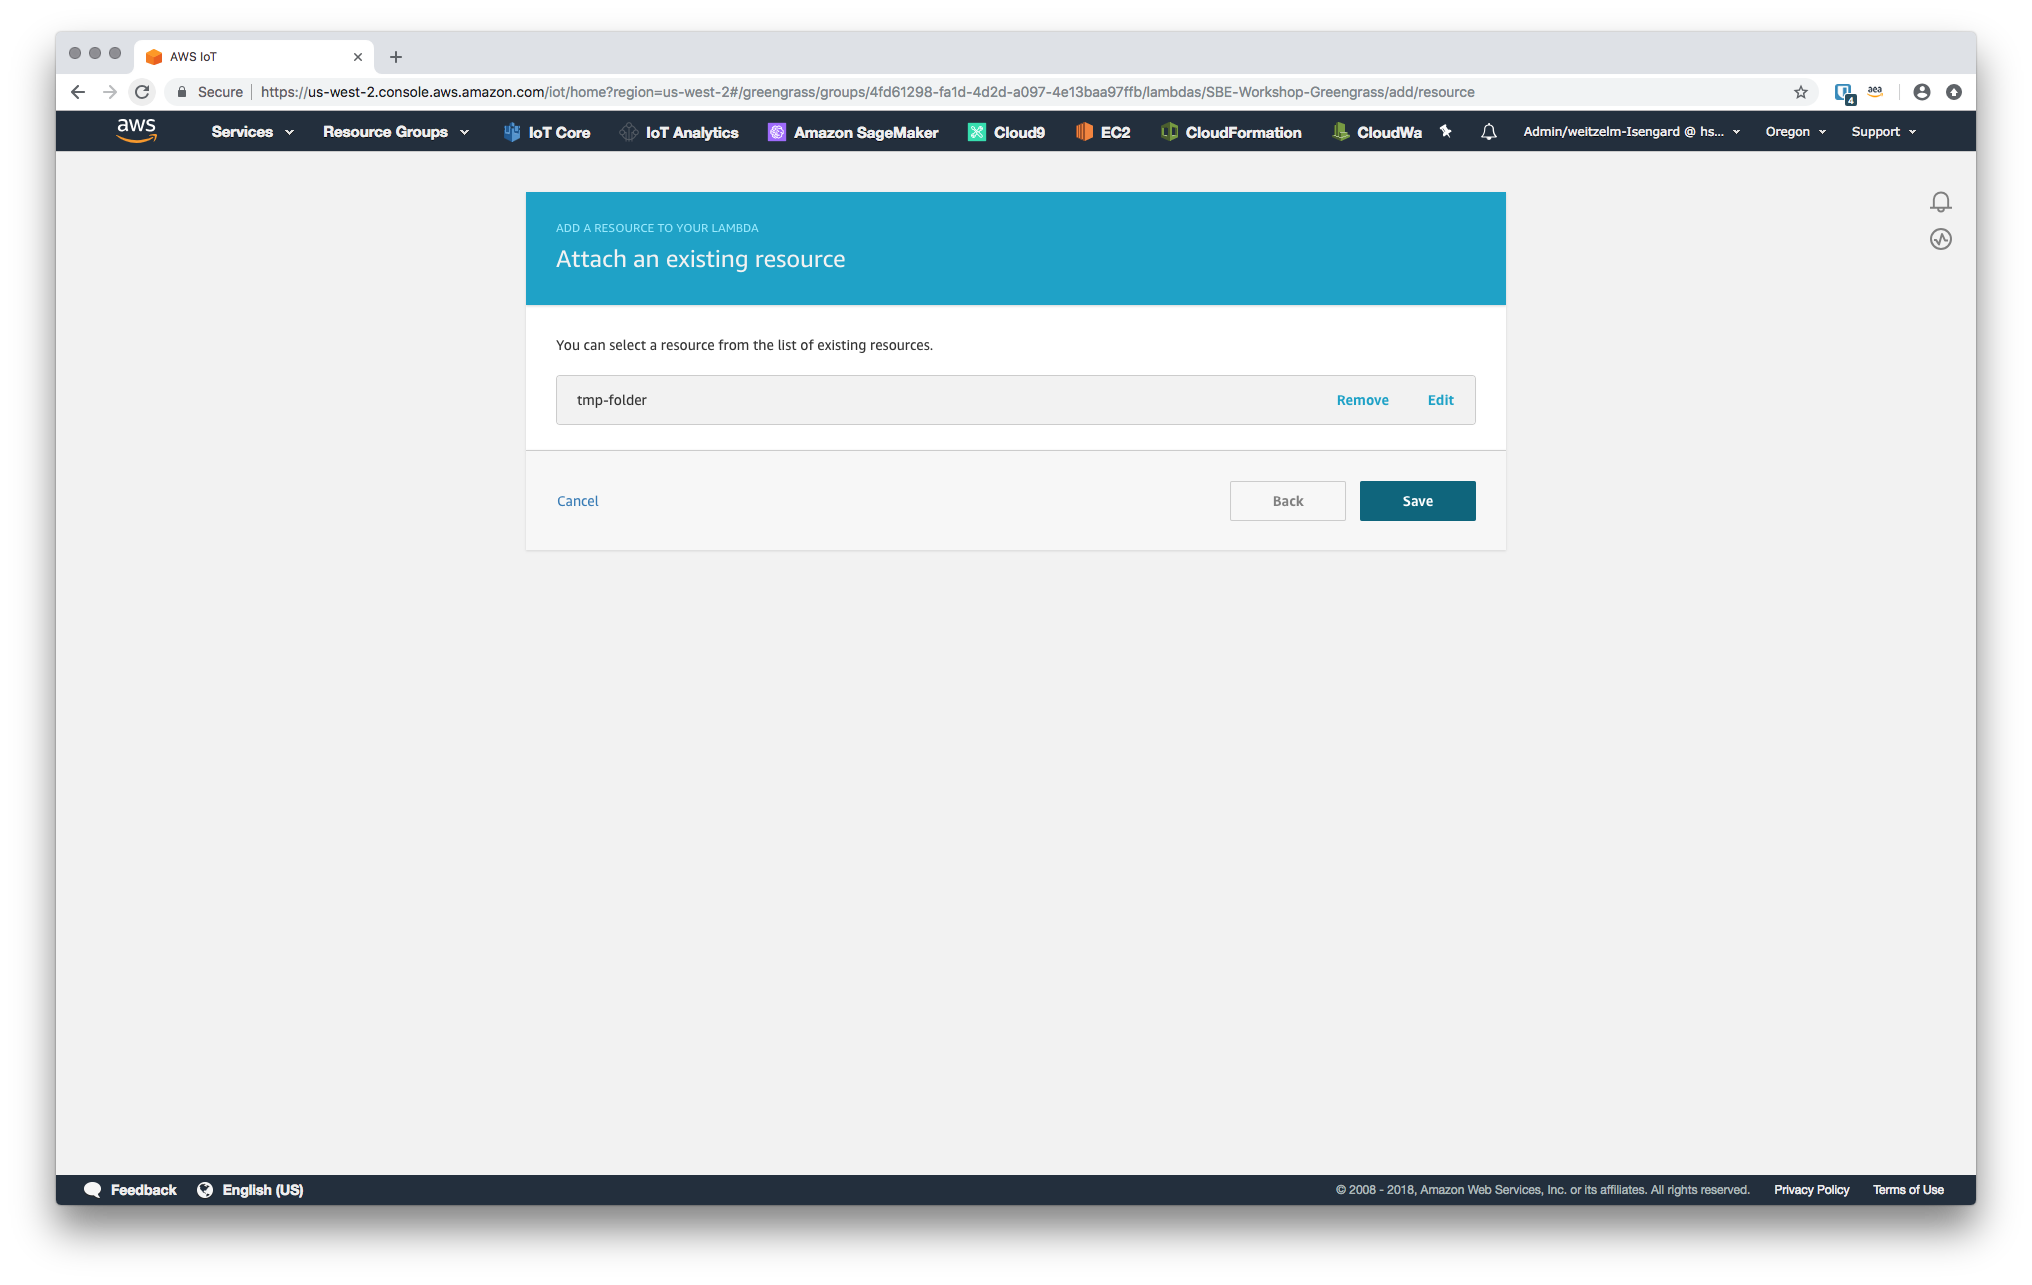 AWS IoT
Secure https://us-west-2.console.aws.amazon.com/iot/home?region=us-west-2#/greengrass/groups/4fd61298-fa1d-4d2d-a097-4e13baa97ffb/lambdas/SBE-Workshop-Greengrass/add/resource 4 aea
aws Services Resource Groups IoT Core IoT Analytics Amazon SageMaker Cloud9 EC2 CloudFormation CloudWa Admin/weitzelm-Isengard @ hs... Oregon Support
ADD A RESOURCE TO YOUR LAMBDA
Attach an existing resource
You can select a resource from the list of existing resources.
tmp-folder Remove Edit
Cancel Back Save
Feedback English (US) © 2008 - 2018, Amazon Web Services, Inc. or its affiliates. All rights reserved. Privacy Policy Terms of Use